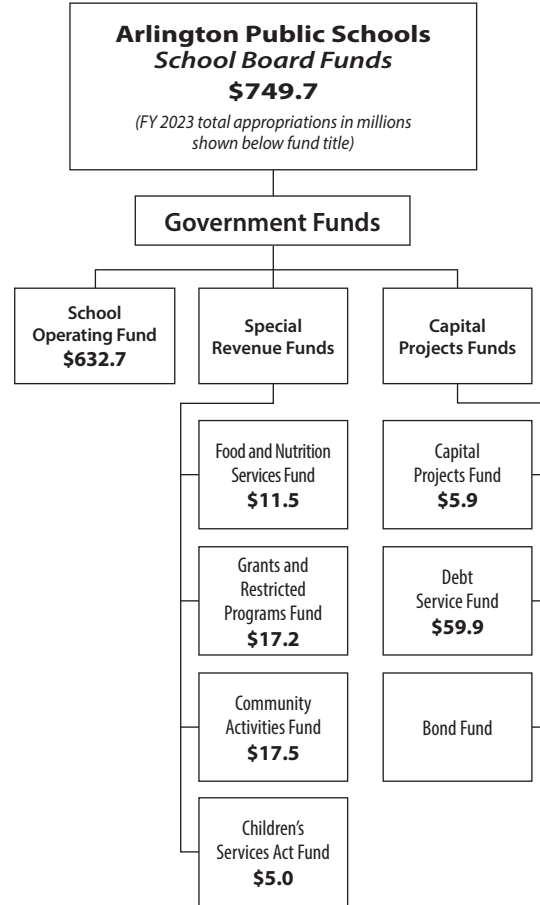 Arlington Public Schools
School Board Funds
$749.7
(FY 2023 total appropriations in millions
shown below fund title)
Government Funds
School
Operating Fund
$632.7
Special
Revenue Funds
Capital
Projects Funds
Food and Nutrition
Services Fund
$11.5
Grants and
Restricted
Programs Fund
$17.2
Community
Activities Fund
$17.5
Children’s
Services Act Fund
$5.0
Capital
Projects Fund
$5.9
Debt
Service Fund
$59.9
Bond Fund